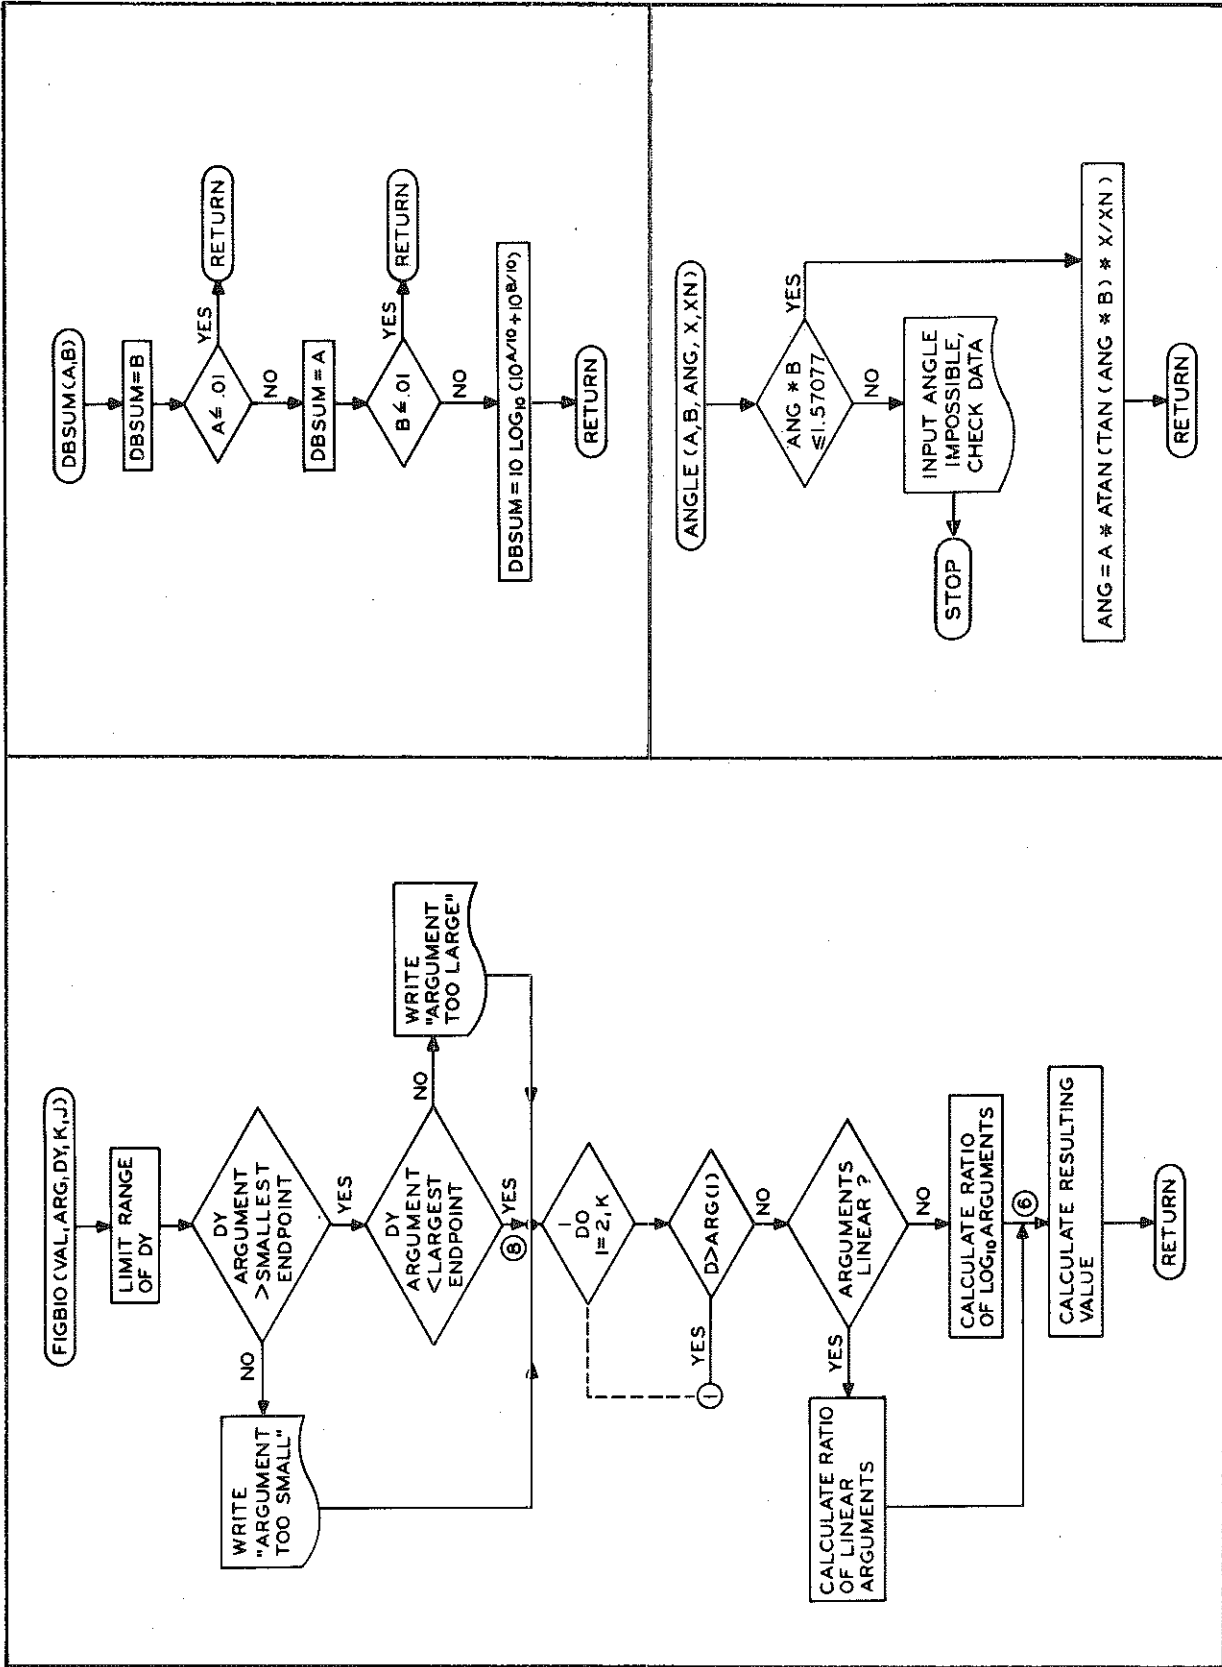 FIGBIO (VAL, ARG, DY, K, J)
LIMIT RANGE
OF DY
DY
ARGUMENT
>SMALLEST
ENDPOINT
NO
YES
WRITE
"ARGUMENT
TOO SMALL"
DY
ARGUMENT
<LARGEST
ENDPOINT
NO
YES
WRITE
"ARGUMENT
TOO LARGE"
8
1
DO
I=2, K
D>ARG(I)
YES
NO
1
ARGUMENTS
LINEAR ?
YES
NO
CALCULATE RATIO
OF LINEAR
ARGUMENTS
CALCULATE RATIO
OF LOG10 ARGUMENTS
6
CALCULATE RESULTING
VALUE
RETURN
DBSUM (A,B)
DBSUM=B
A≤.01
YES
RETURN
NO
DBSUM=A
B≤.01
YES
RETURN
NO
DBSUM=10 LOG10 (10A/10+10B/10)
RETURN
ANGLE (A, B, ANG, X, XN)
ANG * B
≤1.57077
YES
NO
INPUT ANGLE
IMPOSSIBLE,
CHECK DATA
STOP
ANG=A * ATAN (TAN (ANG * B) * X/XN)
RETURN